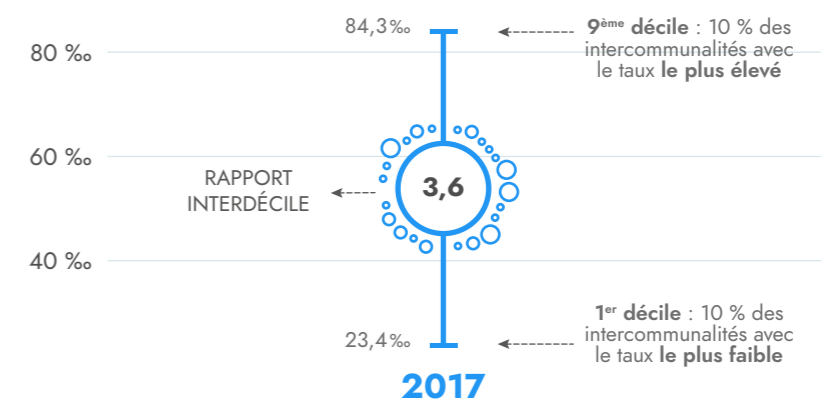 84,3 ‰
9ème décile : 10 % des
intercommunalités avec
le taux le plus élevé
80 ‰
60 ‰
RAPPORT
INTERDÉCILE
3,6
40 ‰
1er décile : 10 % des
intercommunalités avec
le taux le plus faible
23,4 ‰
2017